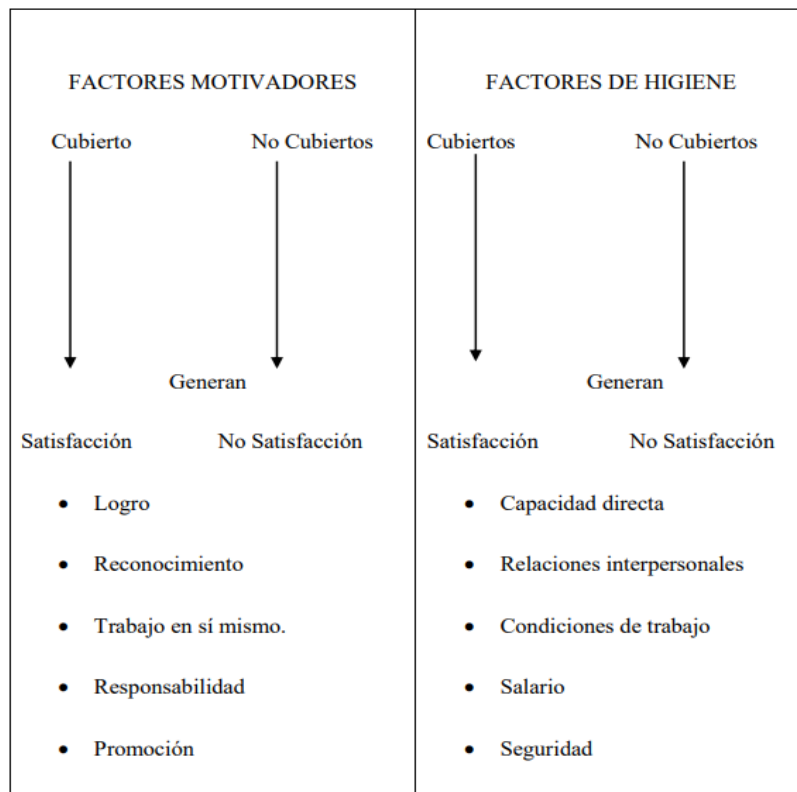 FACTORES MOTIVADORES
Cubierto No Cubiertos
Generan
Satisfacción No Satisfacción
• Logro
• Reconocimiento
• Trabajo en sí mismo.
• Responsabilidad
• Promoción
FACTORES DE HIGIENE
Cubiertos No Cubiertos
Generan
Satisfacción No Satisfacción
• Capacidad directa
• Relaciones interpersonales
• Condiciones de trabajo
• Salario
• Seguridad